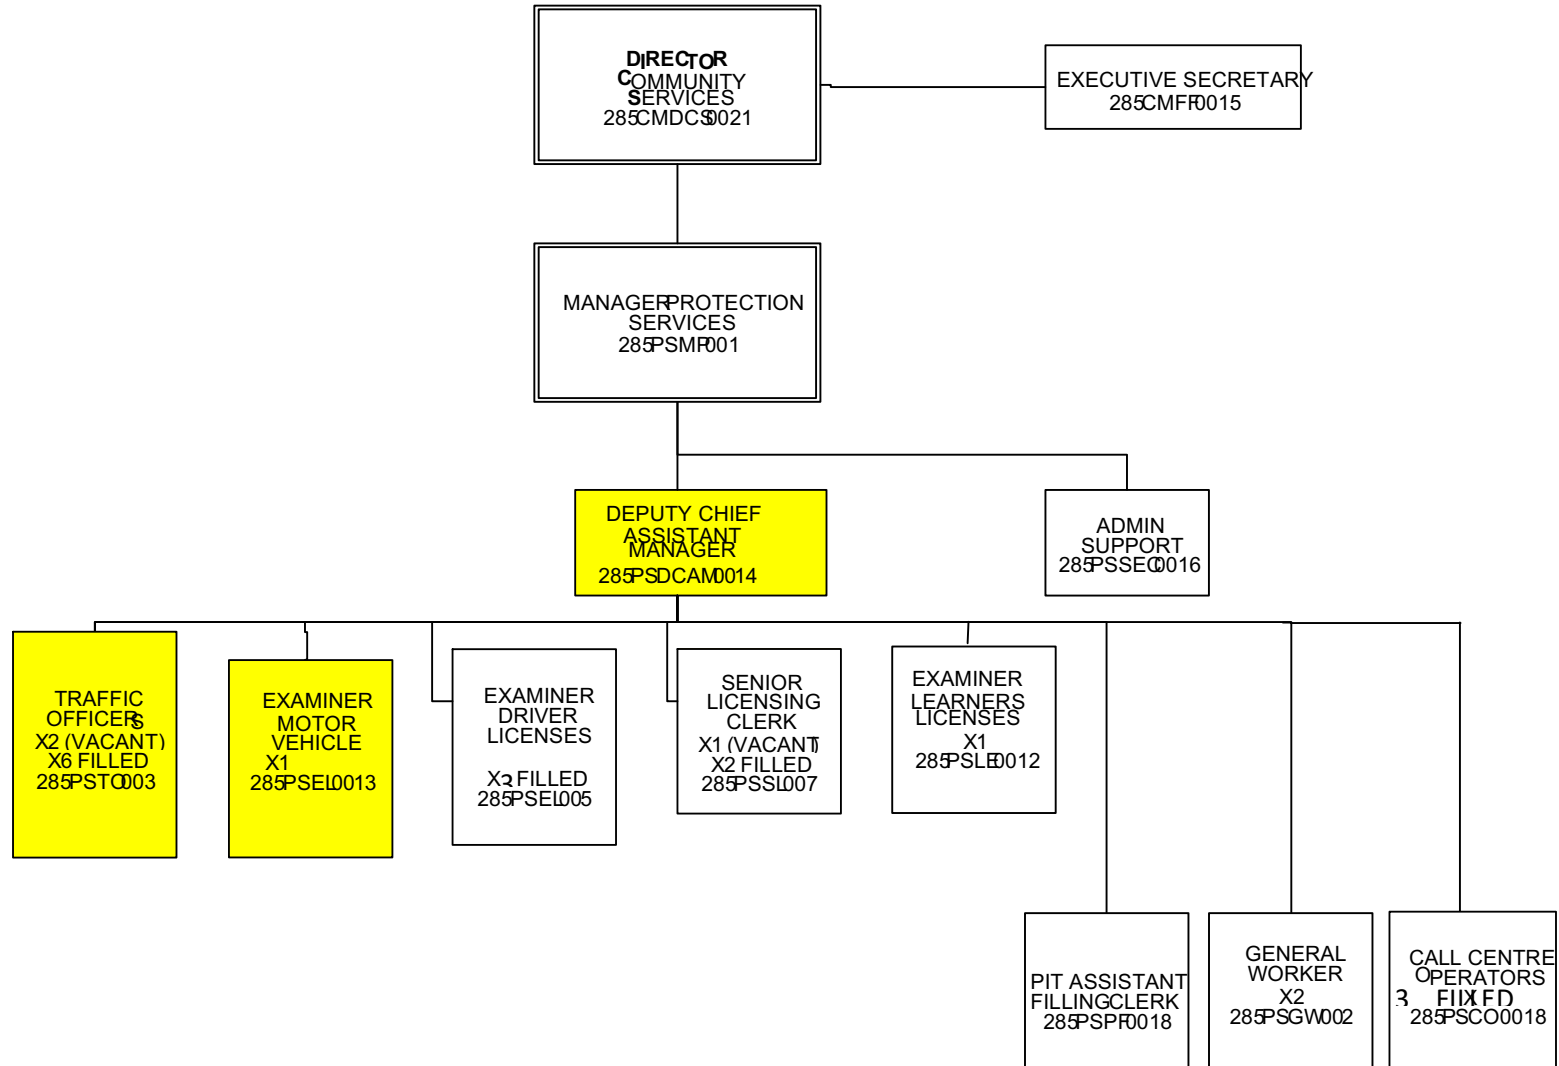 DIRECTOR
COMMUNITY
SERVICES
285CMDCS0021
EXECUTIVE SECRETARY
285CMFF0015
MANAGER PROTECTION
SERVICES
285PSMP001
DEPUTY CHIEF
ASSISTANT
MANAGER
285PSDCAM0014
ADMIN
SUPPORT
285PSSEC0016
TRAFFIC
OFFICERS
X2 (VACANT)
X6 FILLED
285PSTO003
EXAMINER
MOTOR
VEHICLE
X1
285PSEL0013
EXAMINER
DRIVER
LICENSES
X3 FILLED
285PSEL005
SENIOR
LICENSING
CLERK
X1 (VACANT)
X2 FILLED
285PSSL007
EXAMINER
LEARNERS
LICENSES
X1
285PSLE0012
PIT ASSISTANT
FILLING CLERK
285PSPF0018
GENERAL
WORKER
X2
285PSGW002
CALL CENTRE
OPERATORS
3
285PSCO0018